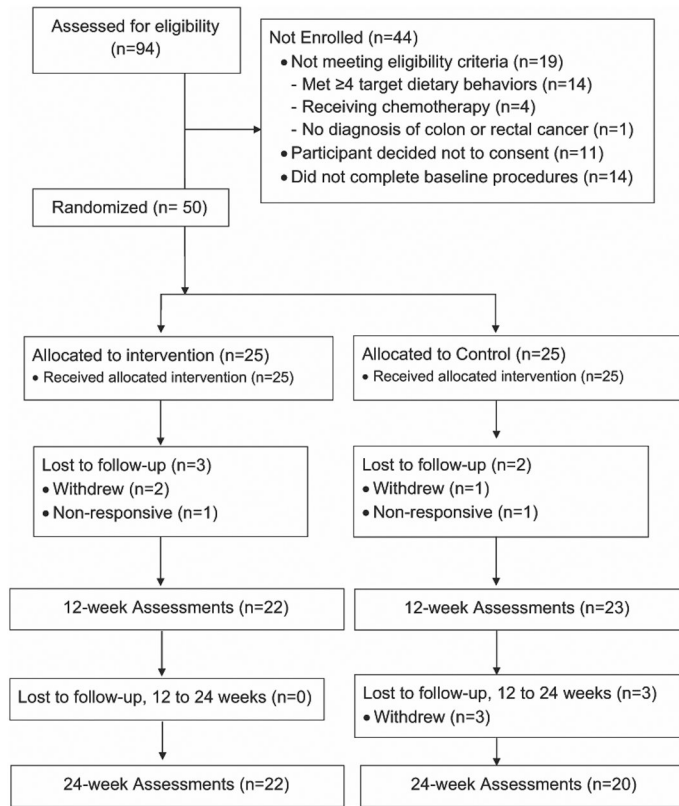 Assessed for eligibility
(n=94)
Not Enrolled (n=44)
• Not meeting eligibility criteria (n=19)
- Met ≥4 target dietary behaviors (n=14)
- Receiving chemotherapy (n=4)
- No diagnosis of colon or rectal cancer (n=1)
• Participant decided not to consent (n=11)
• Did not complete baseline procedures (n=14)
Randomized (n= 50)
Allocated to intervention (n=25)
• Received allocated intervention (n=25)
Allocated to Control (n=25)
• Received allocated intervention (n=25)
Lost to follow-up (n=3)
• Withdrew (n=2)
• Non-responsive (n=1)
Lost to follow-up (n=2)
• Withdrew (n=1)
• Non-responsive (n=1)
12-week Assessments (n=22)
12-week Assessments (n=23)
Lost to follow-up, 12 to 24 weeks (n=0)
Lost to follow-up, 12 to 24 weeks (n=3)
• Withdrew (n=3)
24-week Assessments (n=22)
24-week Assessments (n=20)